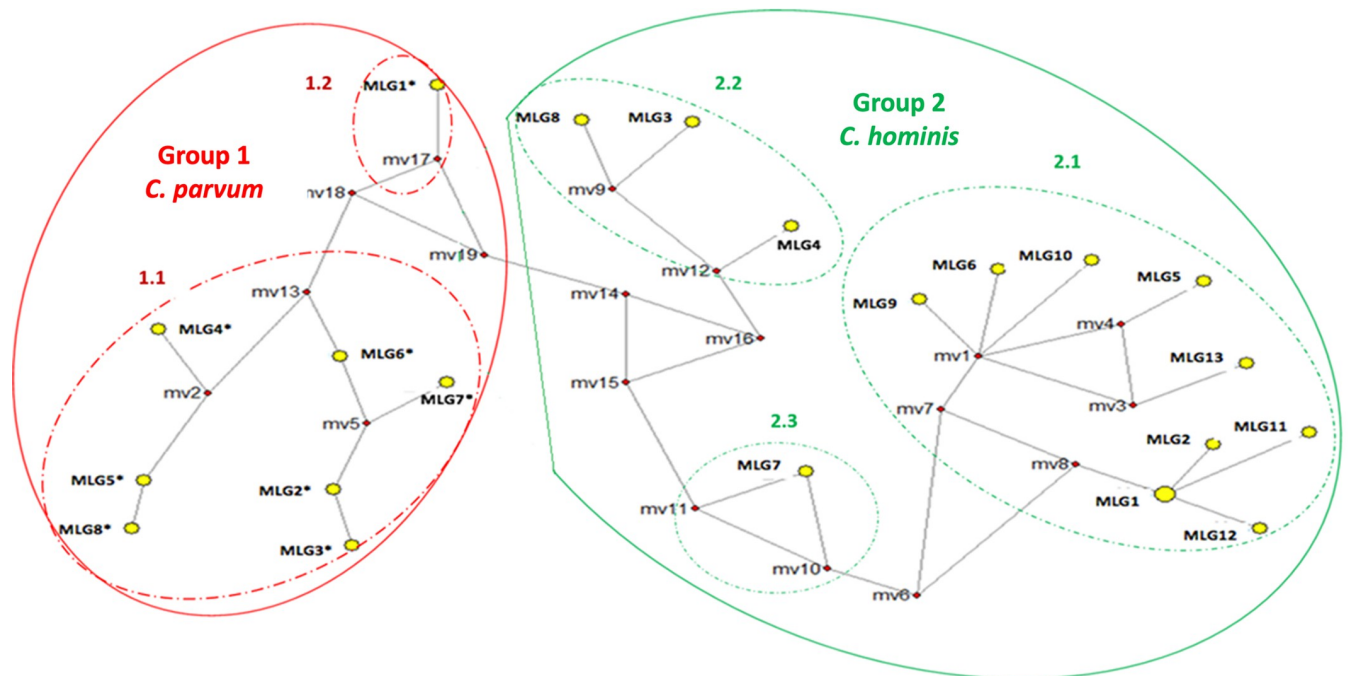 1.2
MLG1*
2.2
MLG8
MLG3
Group 2
C. hominis
Group 1
C. parvum
mv17
2.1
mv18
mv9
MLG4
mv19
mv12
MLG10
MLG6
MLG5
1.1
mv13
mv14
MLG9
MLG4*
mv4
MLG6*
mv16
mv1
MLG13
mv2
mv15
MLG7*
mv3
mv7
mv5
2.3
MLG11
MLG2
MLG7
mv8
MLG5*
MLG2*
MLG1
mv11
MLG8*
MLG12
MLG3*
mv10
mv6